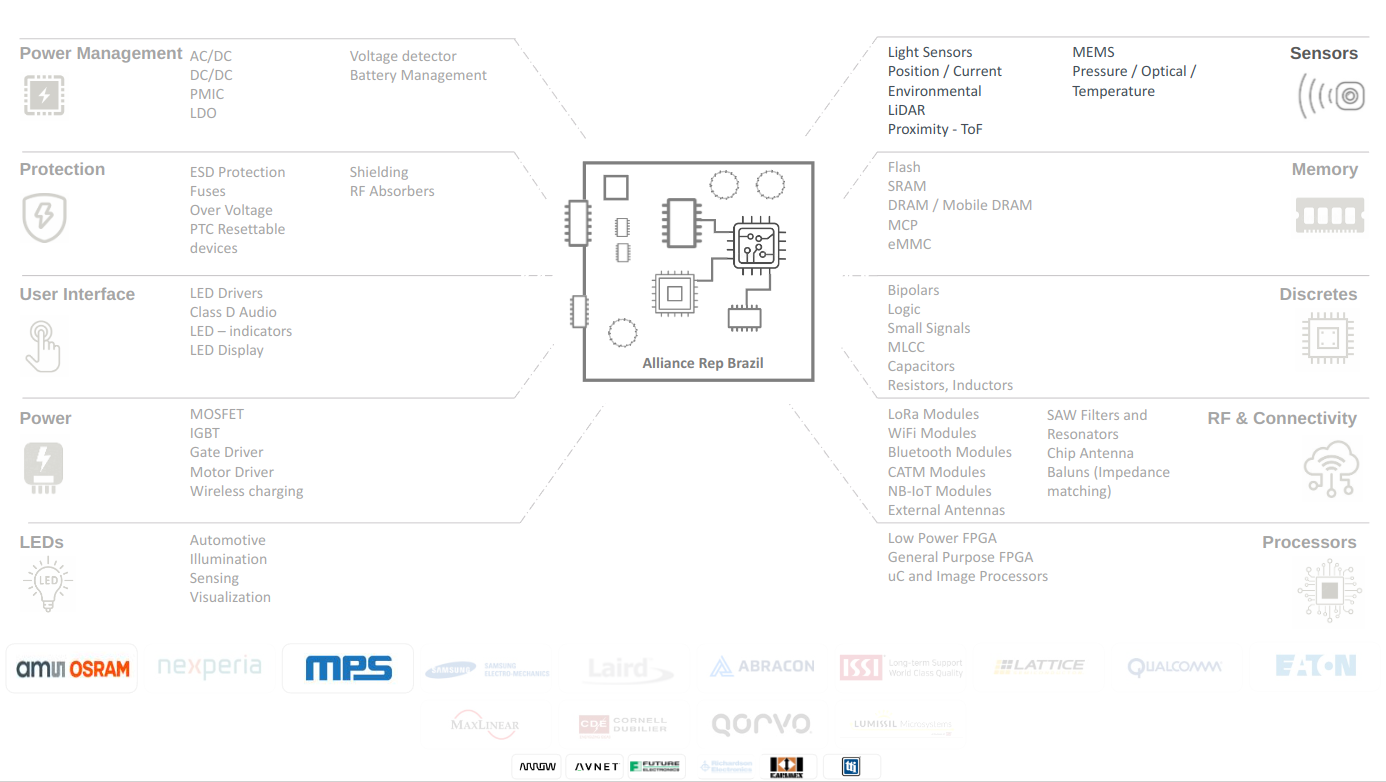 Power Management
AC/DC
DC/DC
PMIC
LDO
Voltage detector
Battery Management
Protection
ESD Protection
Fuses
Over Voltage
PTC Resettable
devices
Shielding
RF Absorbers
User Interface
LED Drivers
Class D Audio
LED – indicators
LED Display
Power
MOSFET
IGBT
Gate Driver
Motor Driver
Wireless charging
LEDs
LED
Automotive
Illumination
Sensing
Visualization
Alliance Rep Brazil
Light Sensors
Position / Current
Environmental
LiDAR
Proximity - ToF
MEMS
Pressure / Optical /
Temperature
Sensors
Flash
SRAM
DRAM / Mobile DRAM
MCP
eMMC
Memory
Bipolars
Logic
Small Signals
MLCC
Capacitors
Resistors, Inductors
Discretes
LoRa Modules
WiFi Modules
Bluetooth Modules
CATM Modules
NB-IoT Modules
External Antennas
SAW Filters and
Resonators
Chip Antenna
Baluns (Impedance
matching)
RF & Connectivity
Low Power FPGA
General Purpose FPGA
uC and Image Processors
Processors
amu OSRAM
nexperia
mPS
SAMSUNG
SAMSUNG
ELECTRO-MECHANICS
Laird
ABRACON
ISSI
Long-term Support
World Class Quality
LATTICE
QUALCOMM
EATON
MAXLINEAR
CDE
CORNELL
DUBILIER
QORVO
LUMISSIL Microsystems
ARROW
AVNET
FUTURE
ELECTRONICS
Richardson
Electronics
KARIMEX
tti